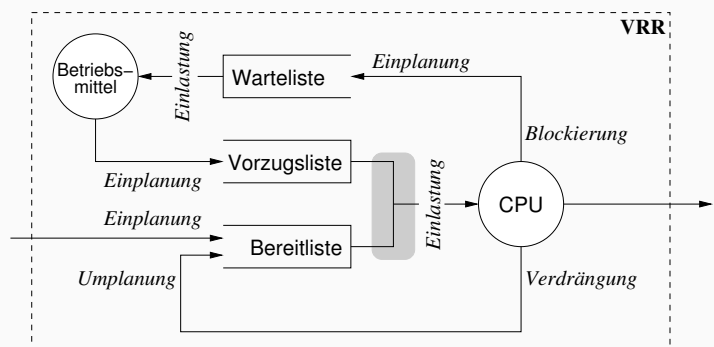 VRR
Betriebs–
mittel
Einlastung
Warteliste
Einplanung
Blockierung
Einplanung
Vorzugsliste
Einlastung
CPU
Einplanung
Bereitliste
Umplanung
Verdrängung